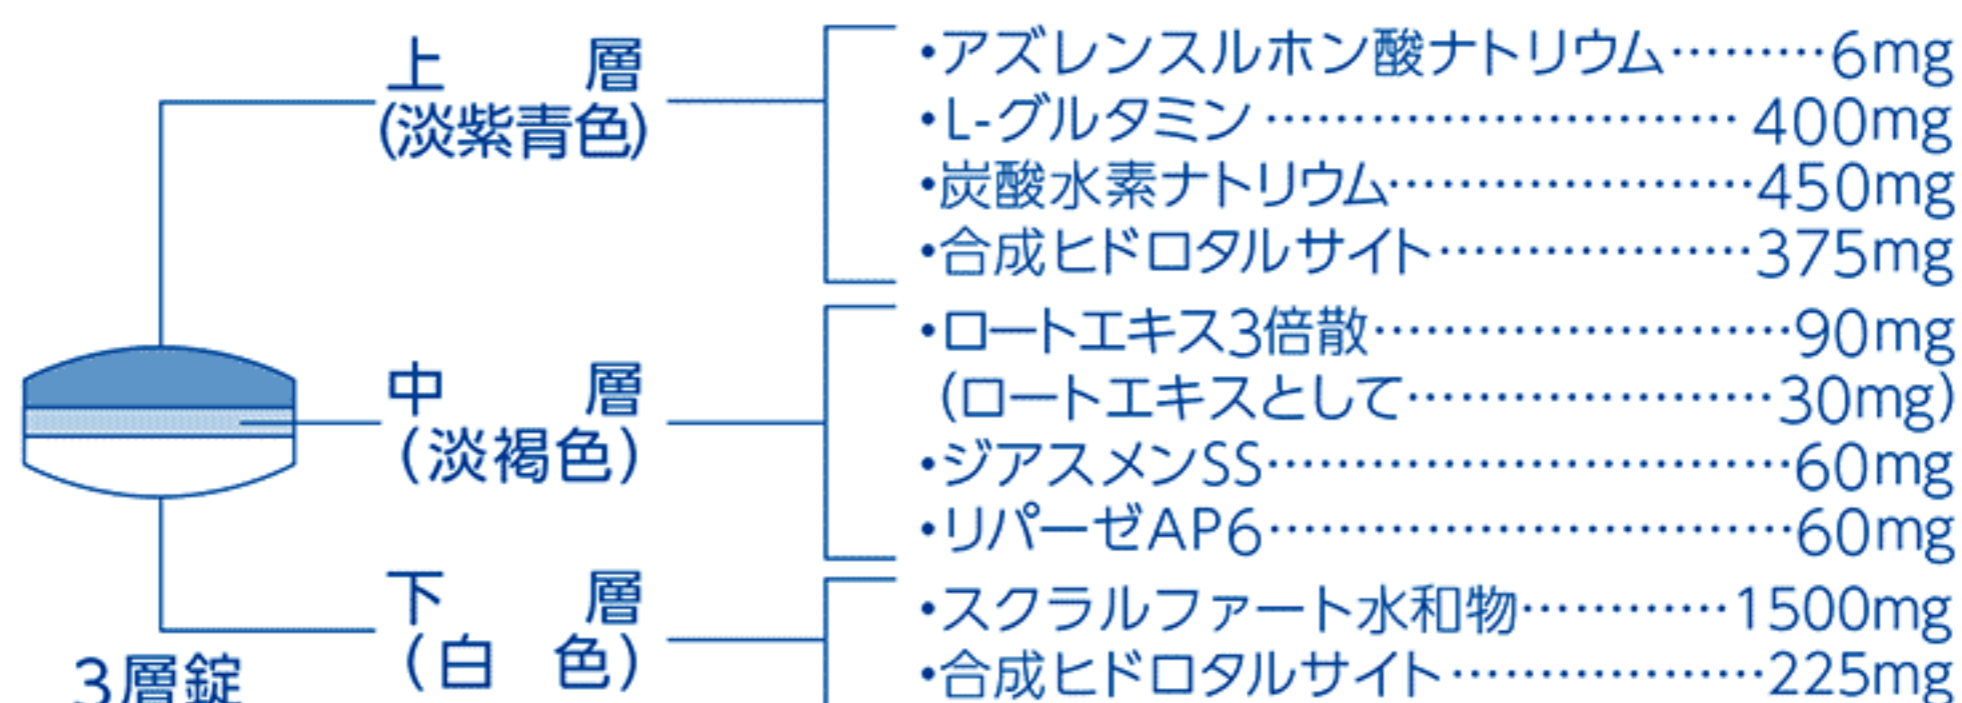 上　層
(淡紫青色)
・アズレンスルホン酸ナトリウム………6mg
・L-グルタミン………………………400mg
・炭酸水素ナトリウム…………………450mg
・合成ヒドロタルサイト………………375mg
中　層
(淡褐色)
・ロートエキス3倍散……………………90mg
(ロートエキスとして…………………30mg)
・ジアスメンSS…………………………60mg
・リパーゼAP6…………………………60mg
下　層
(白　色)
・スクラルファート水和物…………1500mg
・合成ヒドロタルサイト………………225mg
3層錠